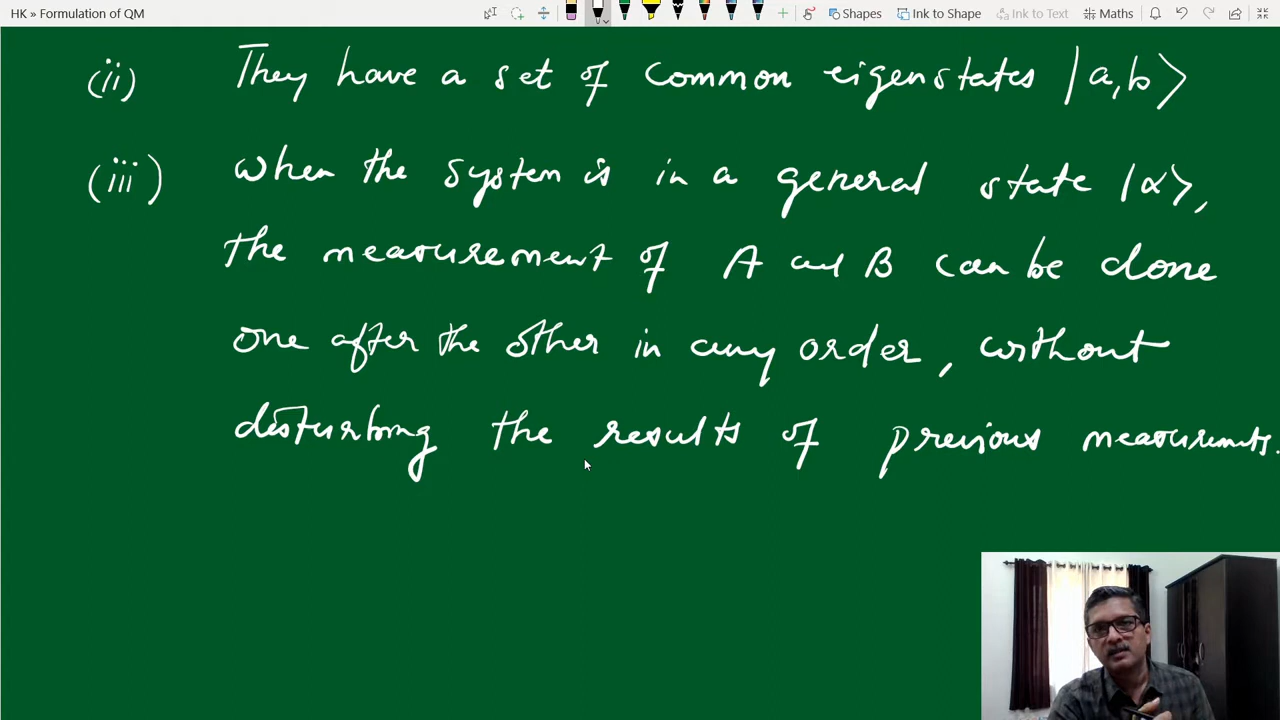 HK » Formulation of QM
Shapes Ink to Shape Ink to Text Maths
(ii) They have a set of common eigenstates |a,b>
(iii) When the system is in a general state |α>,
the measurement of A and B can be done
one after the other in any order, without
disturbing the results of previous measurements.